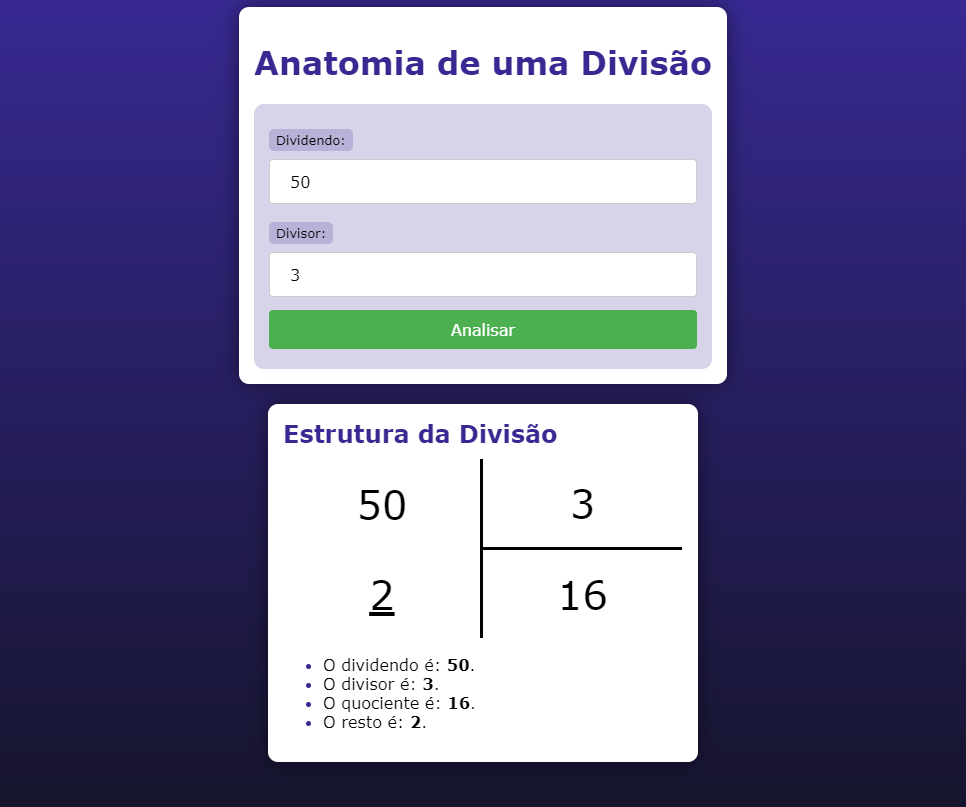 Anatomia de uma Divisão
Dividendo:
50
Divisor:
3
Analisar
Estrutura da Divisão
50 3
2 16
O dividendo é: 50.
O divisor é: 3.
O quociente é: 16.
O resto é: 2.